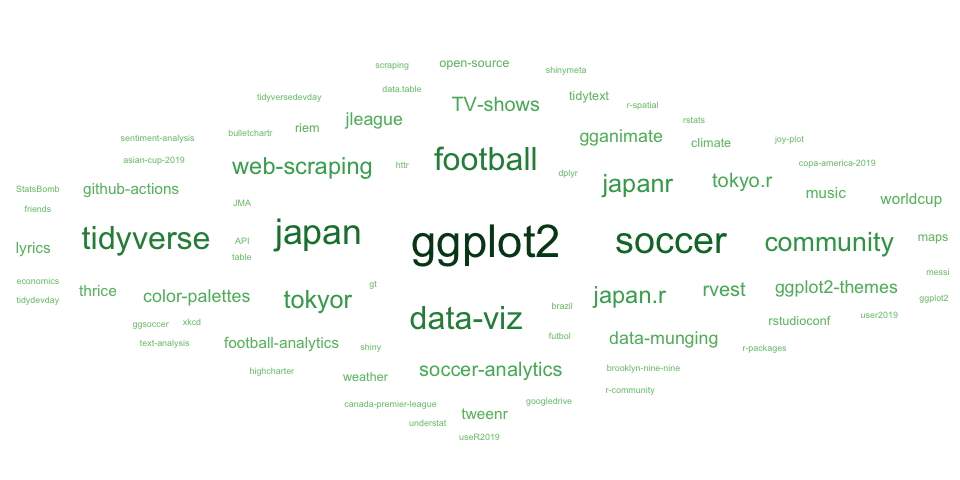 scraping
open-source
shinymeta
tidyversedevday
data.table
TV-shows
tidytext
r-spatial
sentiment-analysis
bulletchartr
riem
jleague
gganimate
rstats
climate
joy-plot
asian-cup-2019
web-scraping
httr
football
dplyr
japanr
tokyo.r
copa-america-2019
StatsBomb
github-actions
music
worldcup
friends
JMA
lyrics
tidyverse
API
japan
ggplot2
soccer
community
maps
table
economics
thrice
color-palettes
tokyor
gt
japan.r
rvest
ggplot2-themes
messi
tidydevday
ggplot2
ggsoccer
xkcd
data-viz
brazil
rstudioconf
user2019
text-analysis
football-analytics
shiny
futbol
data-munging
r-packages
highcharter
weather
soccer-analytics
brooklyn-nine-nine
r-community
canada-premier-league
tweenr
googledrive
understat
useR2019